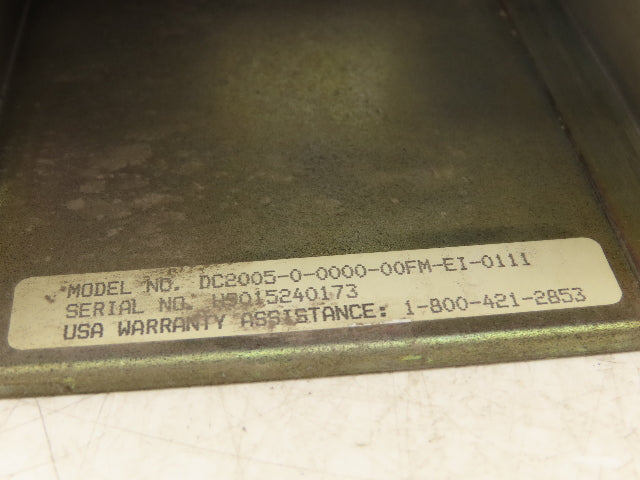 MODEL NO. DC2005-0-0000-00FM-EI-0111
SERIAL NO. W9015240173
USA WARRANTY ASSISTANCE: 1-800-421-2853